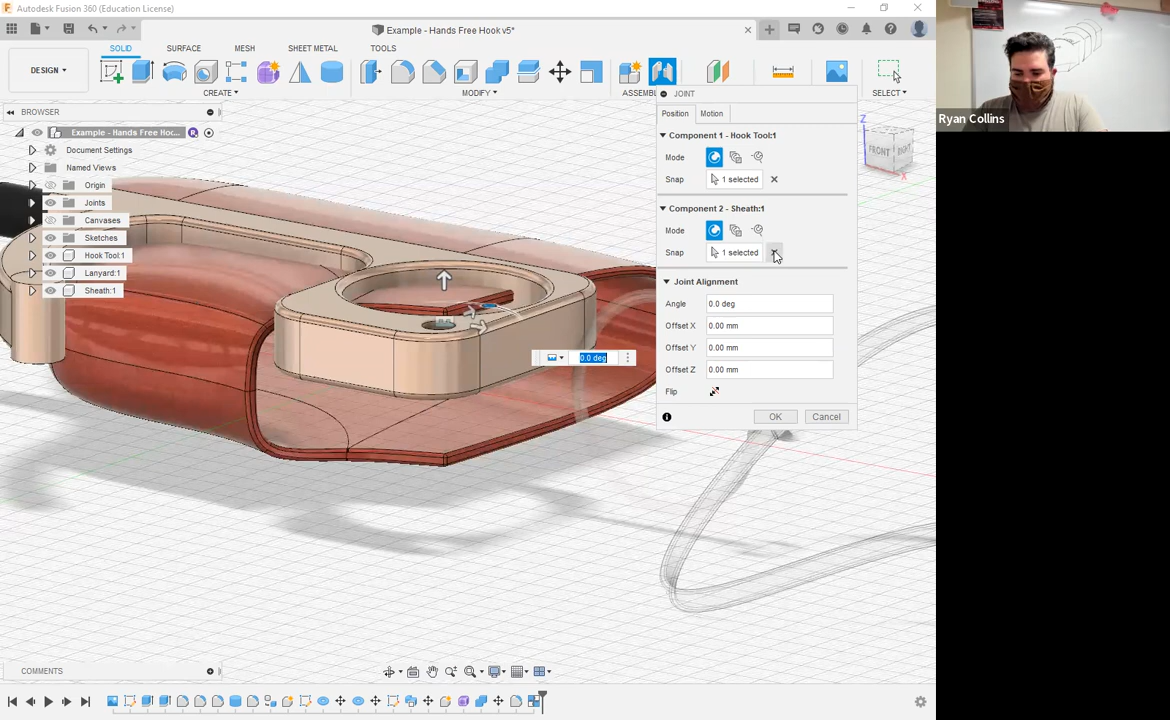 Autodesk Fusion 360 (Education License)
Example - Hands Free Hook v5*
DESIGN
SOLID
SURFACE
MESH
SHEET METAL
TOOLS
CREATE
MODIFY
ASSEMB
SELECT
BROWSER
Example - Hands Free Hoo...
Document Settings
Named Views
Origin
Joints
Canvases
Sketches
Hook Tool:1
Lanyard:1
Sheath:1
JOINT
Position
Motion
Component 1 - Hook Tool:1
Mode
Snap
1 selected
Component 2 - Sheath:1
Mode
Snap
1 selected
Joint Alignment
Angle
0.0 deg
Offset X
0.00 mm
Offset Y
0.00 mm
Offset Z
0.00 mm
Flip
OK
Cancel
0.0 deg
Z
FRONT
RIGHT
X
COMMENTS
Ryan Collins